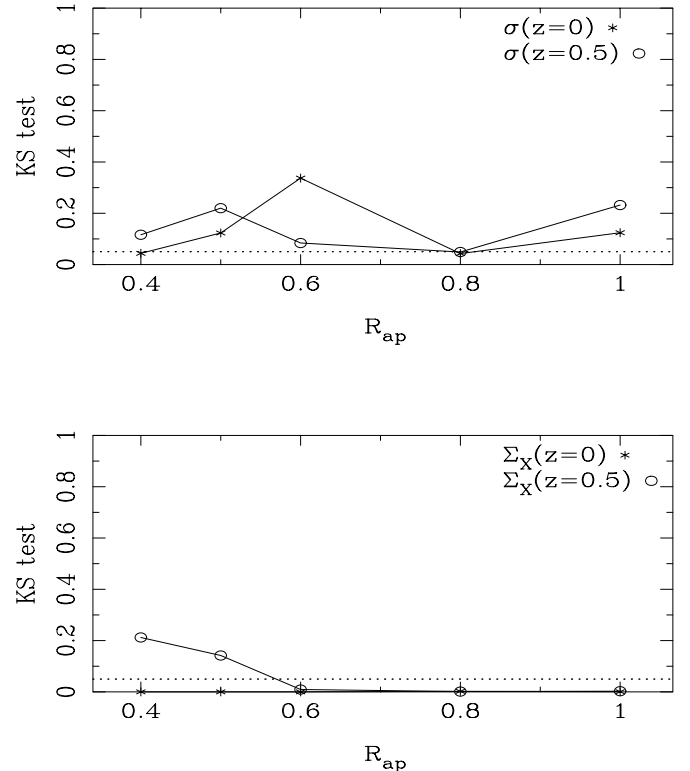 σ(z=0) *
σ(z=0.5) ○
KS test
0 0.2 0.4 0.6 0.8 1
0.4 0.6 0.8 1
R_ap
Σ_X(z=0) *
Σ_X(z=0.5) ○
KS test
0 0.2 0.4 0.6 0.8 1
0.4 0.6 0.8 1
R_ap